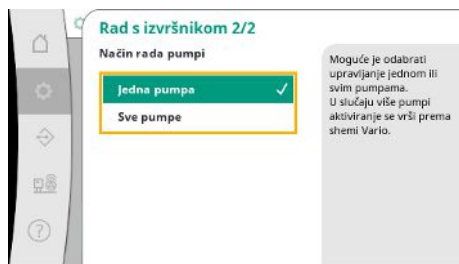 Rad s izvršnikom 2/2
Način rada pumpi
Jedna pumpa
Sve pumpe
Moguće je odabrati
upravljanje jednom ili
svim pumpama.
U slučaju više pumpi
aktiviranje se vrši prema
shemi Vario.